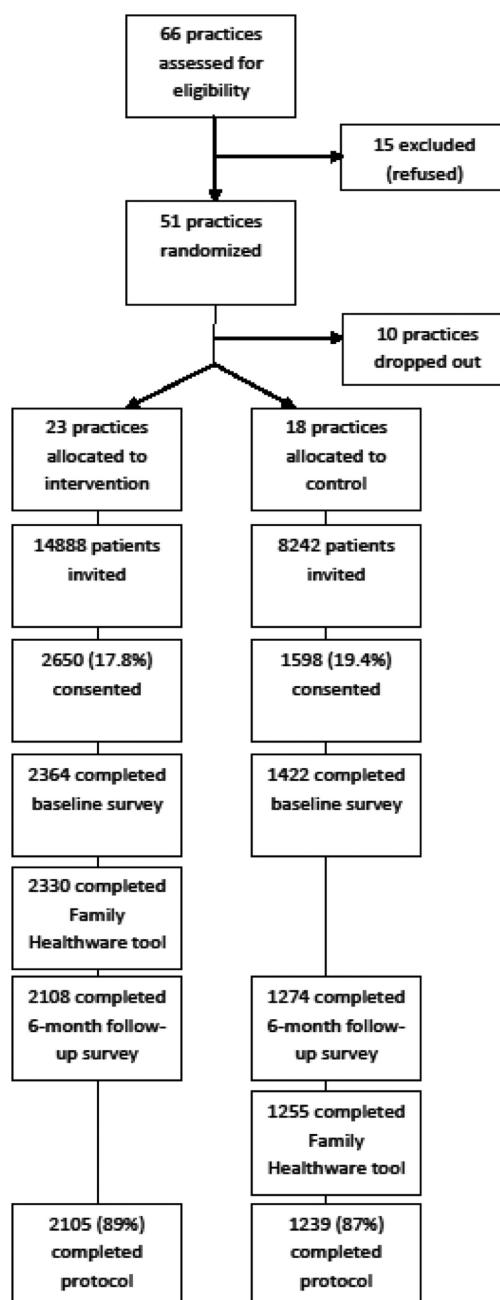 66 practices
assessed for
eligibility
15 excluded
(refused)
51 practices
randomized
10 practices
dropped out
23 practices
allocated to
intervention
18 practices
allocated to
control
14888 patients
invited
8242 patients
invited
2650 (17.8%)
consented
1598 (19.4%)
consented
2364 completed
baseline survey
1422 completed
baseline survey
2330 completed
Family
Healthware tool
2108 completed
6-month follow-
up survey
1274 completed
6-month follow-
up survey
1255 completed
Family
Healthware tool
2105 (89%)
completed
protocol
1239 (87%)
completed
protocol